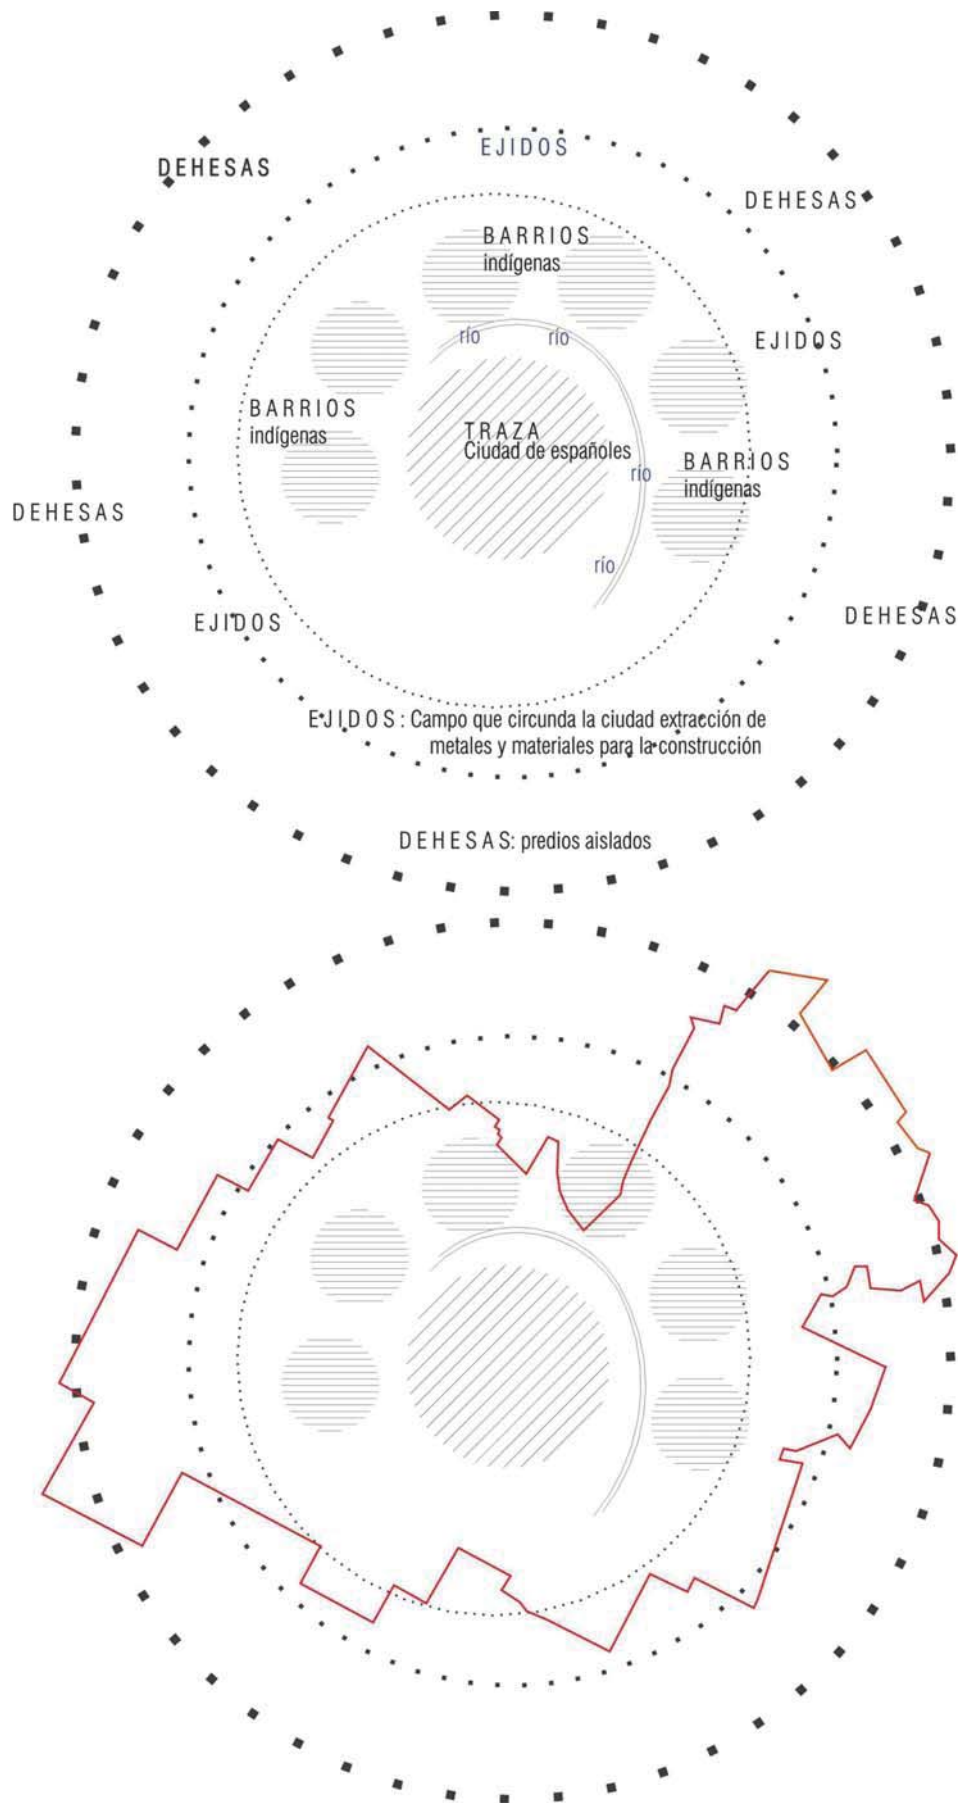 EJIDOS
DEHESAS
DEHESAS
BARRIOS
indígenas
río
río
EJIDOS
BARRIOS
indígenas
TRAZA
Ciudad de españoles
río
BARRIOS
indígenas
DEHESAS
río
EJIDOS
DEHESAS
EJIDOS: Campo que circunda la ciudad extracción de
metales y materiales para la construcción
DEHESAS: predios aislados